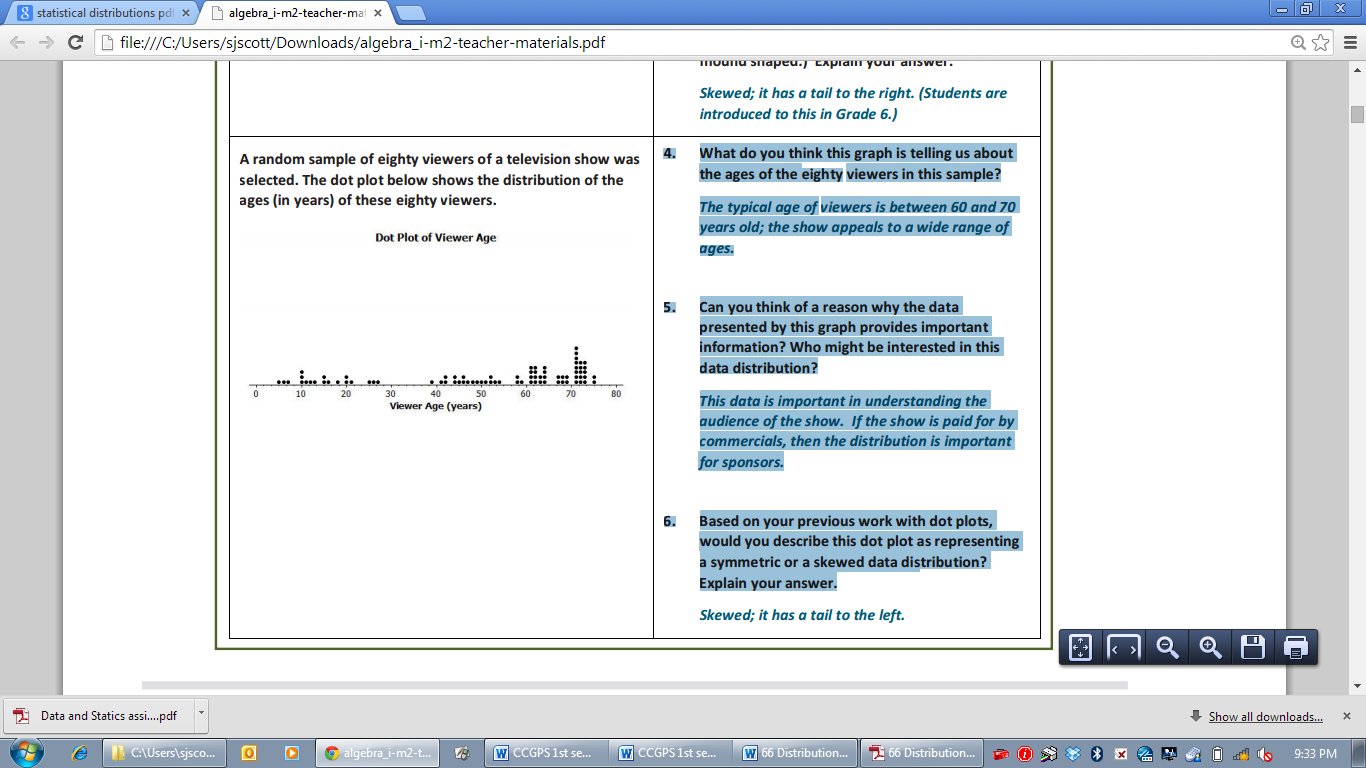 statistical distributions pdf
algebra_i-m2-teacher-mat
file:///C:/Users/sjscott/Downloads/algebra_i-m2-teacher-materials.pdf
mound shaped.) Explain your answer.
Skewed; it has a tail to the right. (Students are
introduced to this in Grade 6.)
A random sample of eighty viewers of a television show was
selected. The dot plot below shows the distribution of the
ages (in years) of these eighty viewers.
Dot Plot of Viewer Age
0 10 20 30 40 50 60 70 80
Viewer Age (years)
4. What do you think this graph is telling us about
the ages of the eighty viewers in this sample?
The typical age of viewers is between 60 and 70
years old; the show appeals to a wide range of
ages.
5. Can you think of a reason why the data
presented by this graph provides important
information? Who might be interested in this
data distribution?
This data is important in understanding the
audience of the show. If the show is paid for by
commercials, then the distribution is important
for sponsors.
6. Based on your previous work with dot plots,
would you describe this dot plot as representing
a symmetric or a skewed data distribution?
Explain your answer.
Skewed; it has a tail to the left.
Data and Statics assi....pdf
Show all downloads...
C:\Users\sjsco...
algebra_i-m2-t...
CCGPS 1st se...
CCGPS 1st se...
66 Distribution...
66 Distribution...
9:33 PM